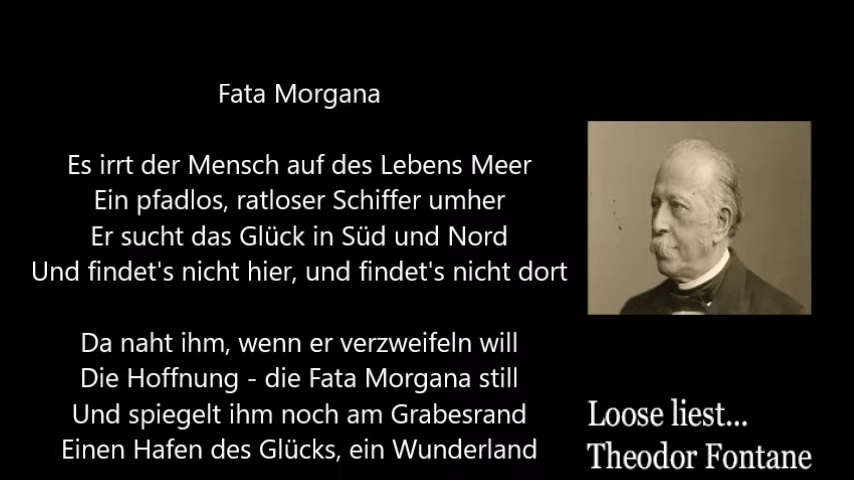 Fata Morgana
Es irrt der Mensch auf des Lebens Meer
Ein pfadlos, ratloser Schiffer umher
Er sucht das Glück in Süd und Nord
Und findet's nicht hier, und findet's nicht dort
Da naht ihm, wenn er verzweifeln will
Die Hoffnung - die Fata Morgana still
Und spiegelt ihm noch am Grabesrand
Einen Hafen des Glücks, ein Wunderland
Loose liest...
Theodor Fontane